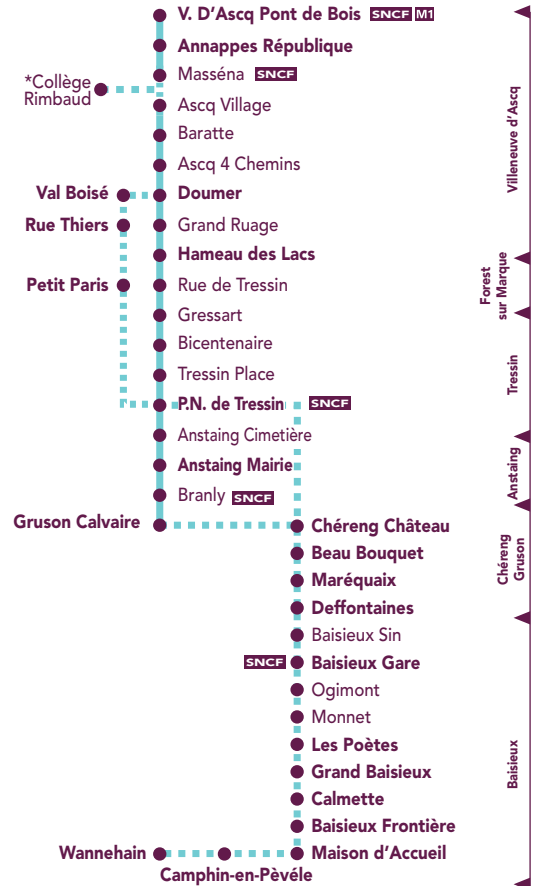 V. D'Ascq Pont de Bois SNCF M1
Annappes République
Masséna SNCF
*Collège
Rimbaud
Ascq Village
Baratte
Ascq 4 Chemins
Val Boisé
Doumer
Rue Thiers
Grand Ruage
Hameau des Lacs
Petit Paris
Rue de Tressin
Gressart
Bicentenaire
Tressin Place
P.N. de Tressin SNCF
Anstaing Cimetière
Anstaing Mairie
Branly SNCF
Gruson Calvaire
Chéreng Château
Beau Bouquet
Maréquaix
Deffontaines
Baisieux Sin
SNCF Baisieux Gare
Ogimont
Monnet
Les Poètes
Grand Baisieux
Calmette
Baisieux Frontière
Wannehain
Maison d'Accueil
Camphin-en-Pèvéle
Villeneuve d'Ascq
Forest
sur Marque
Tressin
Anstaing
Chéreng
Gruson
Baisieux